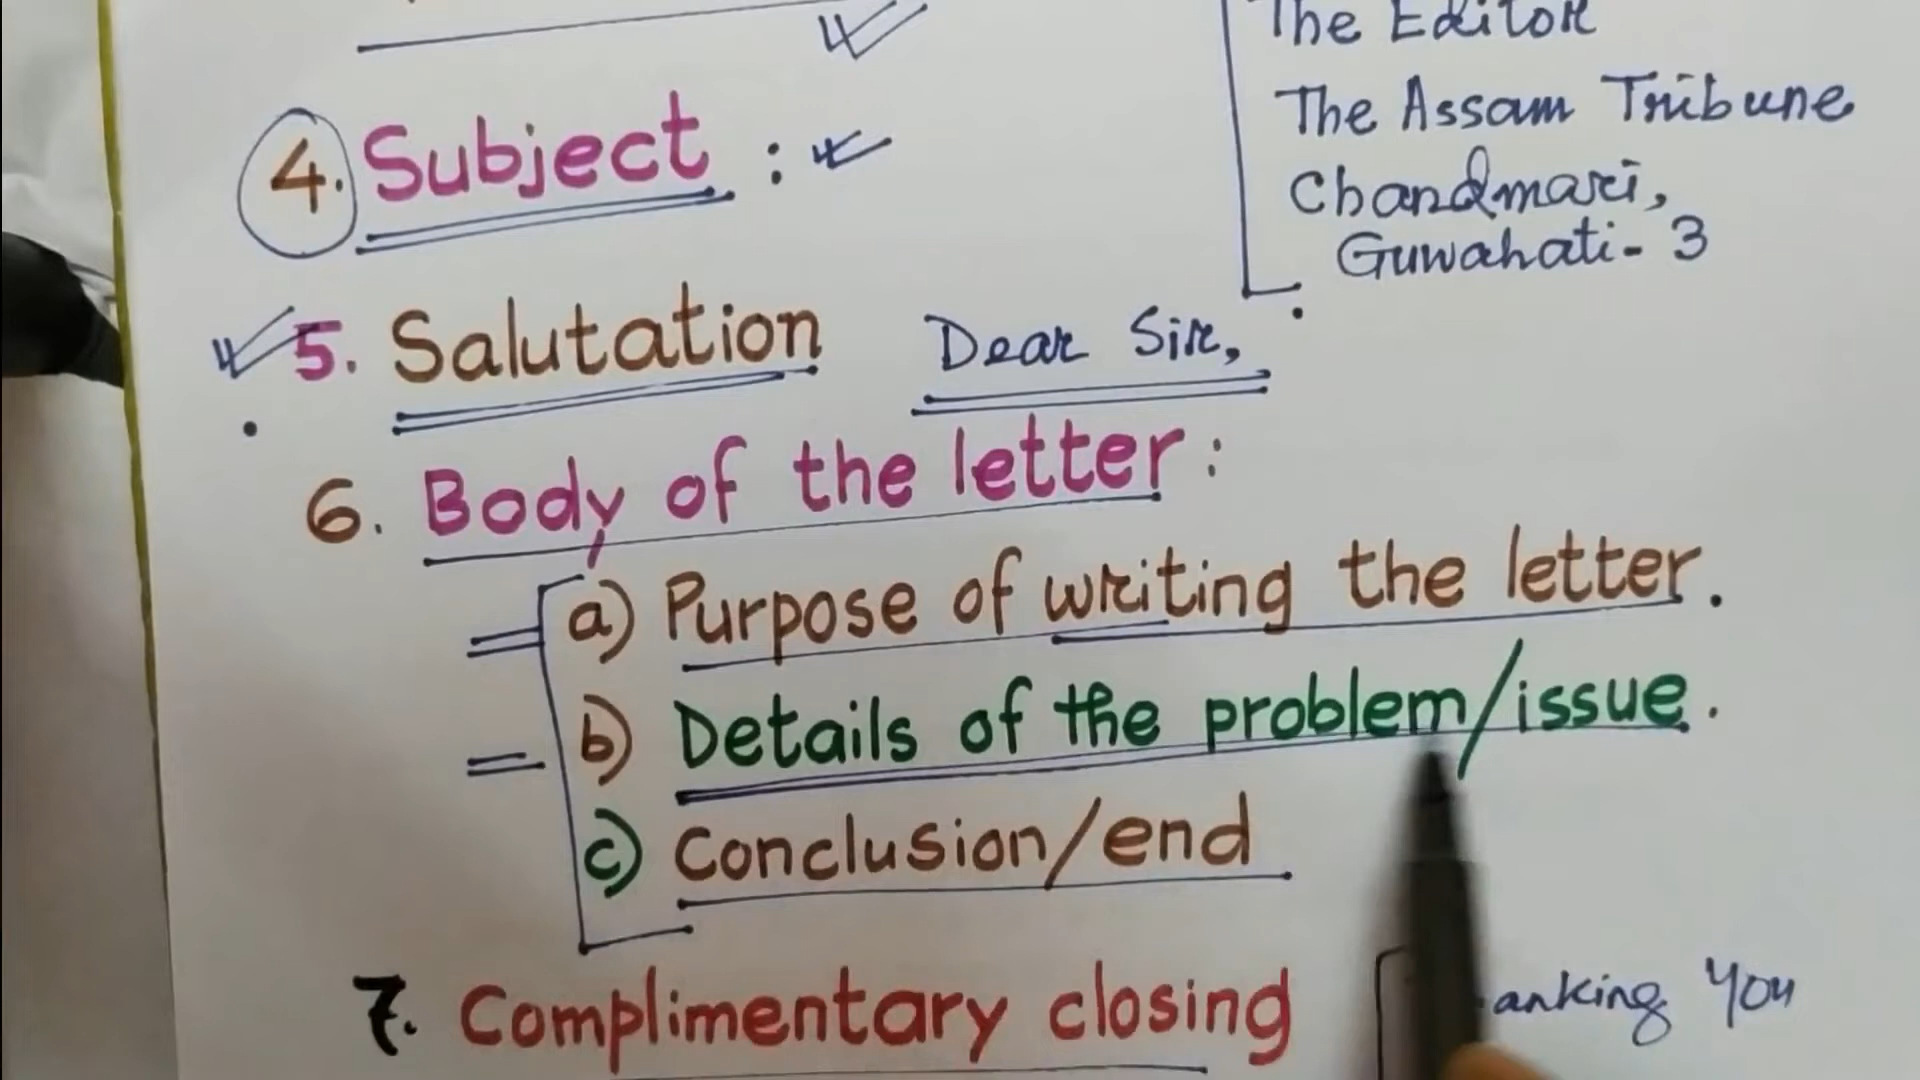 The Editor
The Assam Tribune
Chandmari,
Guwahati - 3
4. Subject :
5. Salutation Dear Sir,
6. Body of the letter :
a) Purpose of writing the letter.
b) Details of the problem/issue.
c) Conclusion/end
7. Complimentary closing
anking You